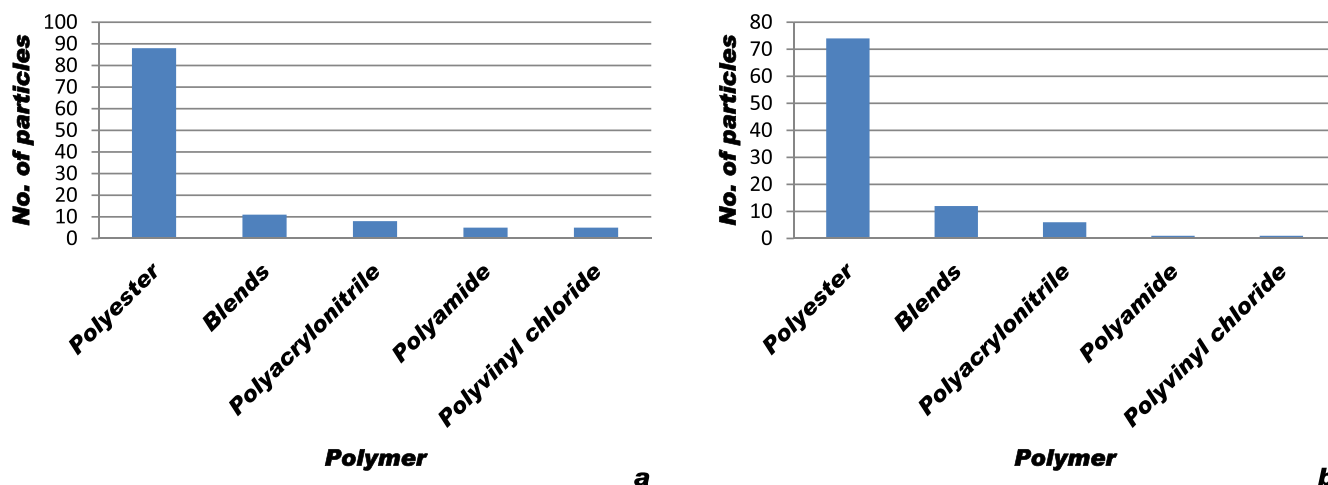 100
90
80
70
60
50
40
30
20
10
0
No. of particles
Polyester
Blends
Polyacrylonitrile
Polyamide
Polyvinyl chloride
Polymer
a
80
70
60
50
40
30
20
10
0
No. of particles
Polyester
Blends
Polyacrylonitrile
Polyamide
Polyvinyl chloride
Polymer
b